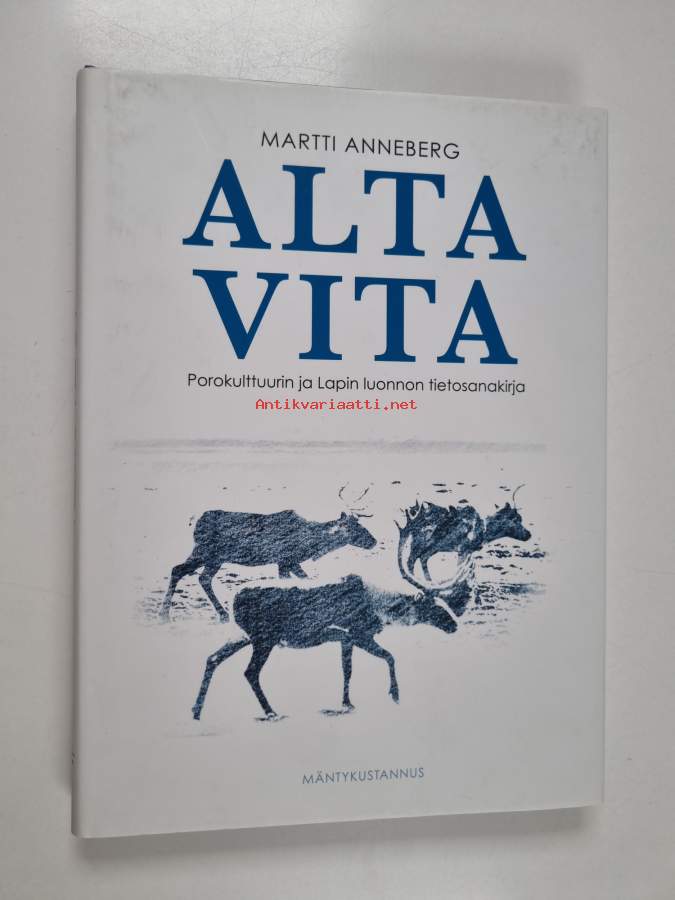 MARTTI ANNEBERG
ALTA
VITA
Porokulttuurin ja Lapin luonnon tietosanakirja
Antikvariaatti.net
MÄNTYKUSTANNUS